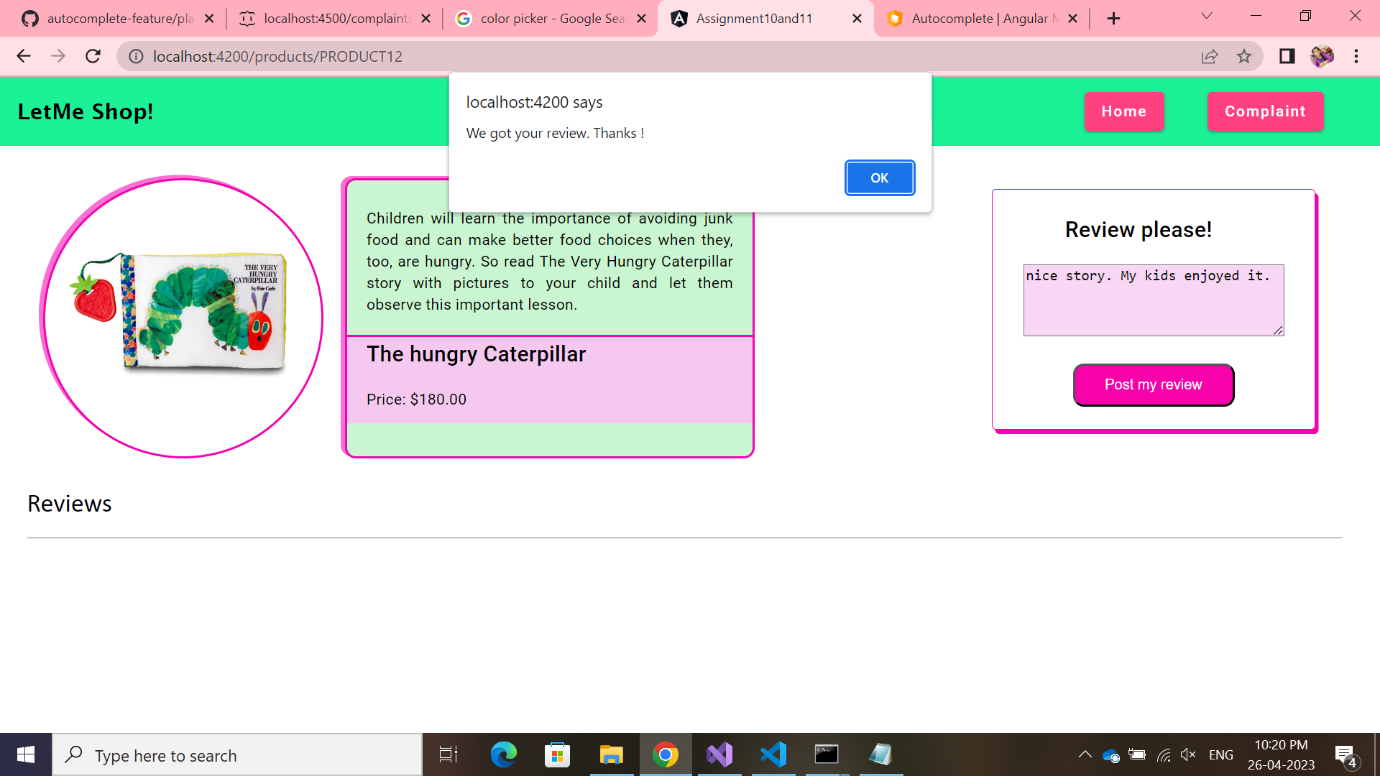 autocomplete-feature/pla
localhost:4500/complaints
color picker - Google Sea
Assignment10and11
Autocomplete | Angular M
localhost:4200/products/PRODUCT12
LetMe Shop!
localhost:4200 says
We got your review. Thanks !
OK
Home
Complaint
THE VERY
HUNGRY
CATERPILLAR
by Eric Carle
Children will learn the importance of avoiding junk
food and can make better food choices when they,
too, are hungry. So read The Very Hungry Caterpillar
story with pictures to your child and let them
observe this important lesson.
The hungry Caterpillar
Price: $180.00
Review please!
nice story. My kids enjoyed it.
Post my review
Reviews
Type here to search
ENG
10:20 PM
26-04-2023
4